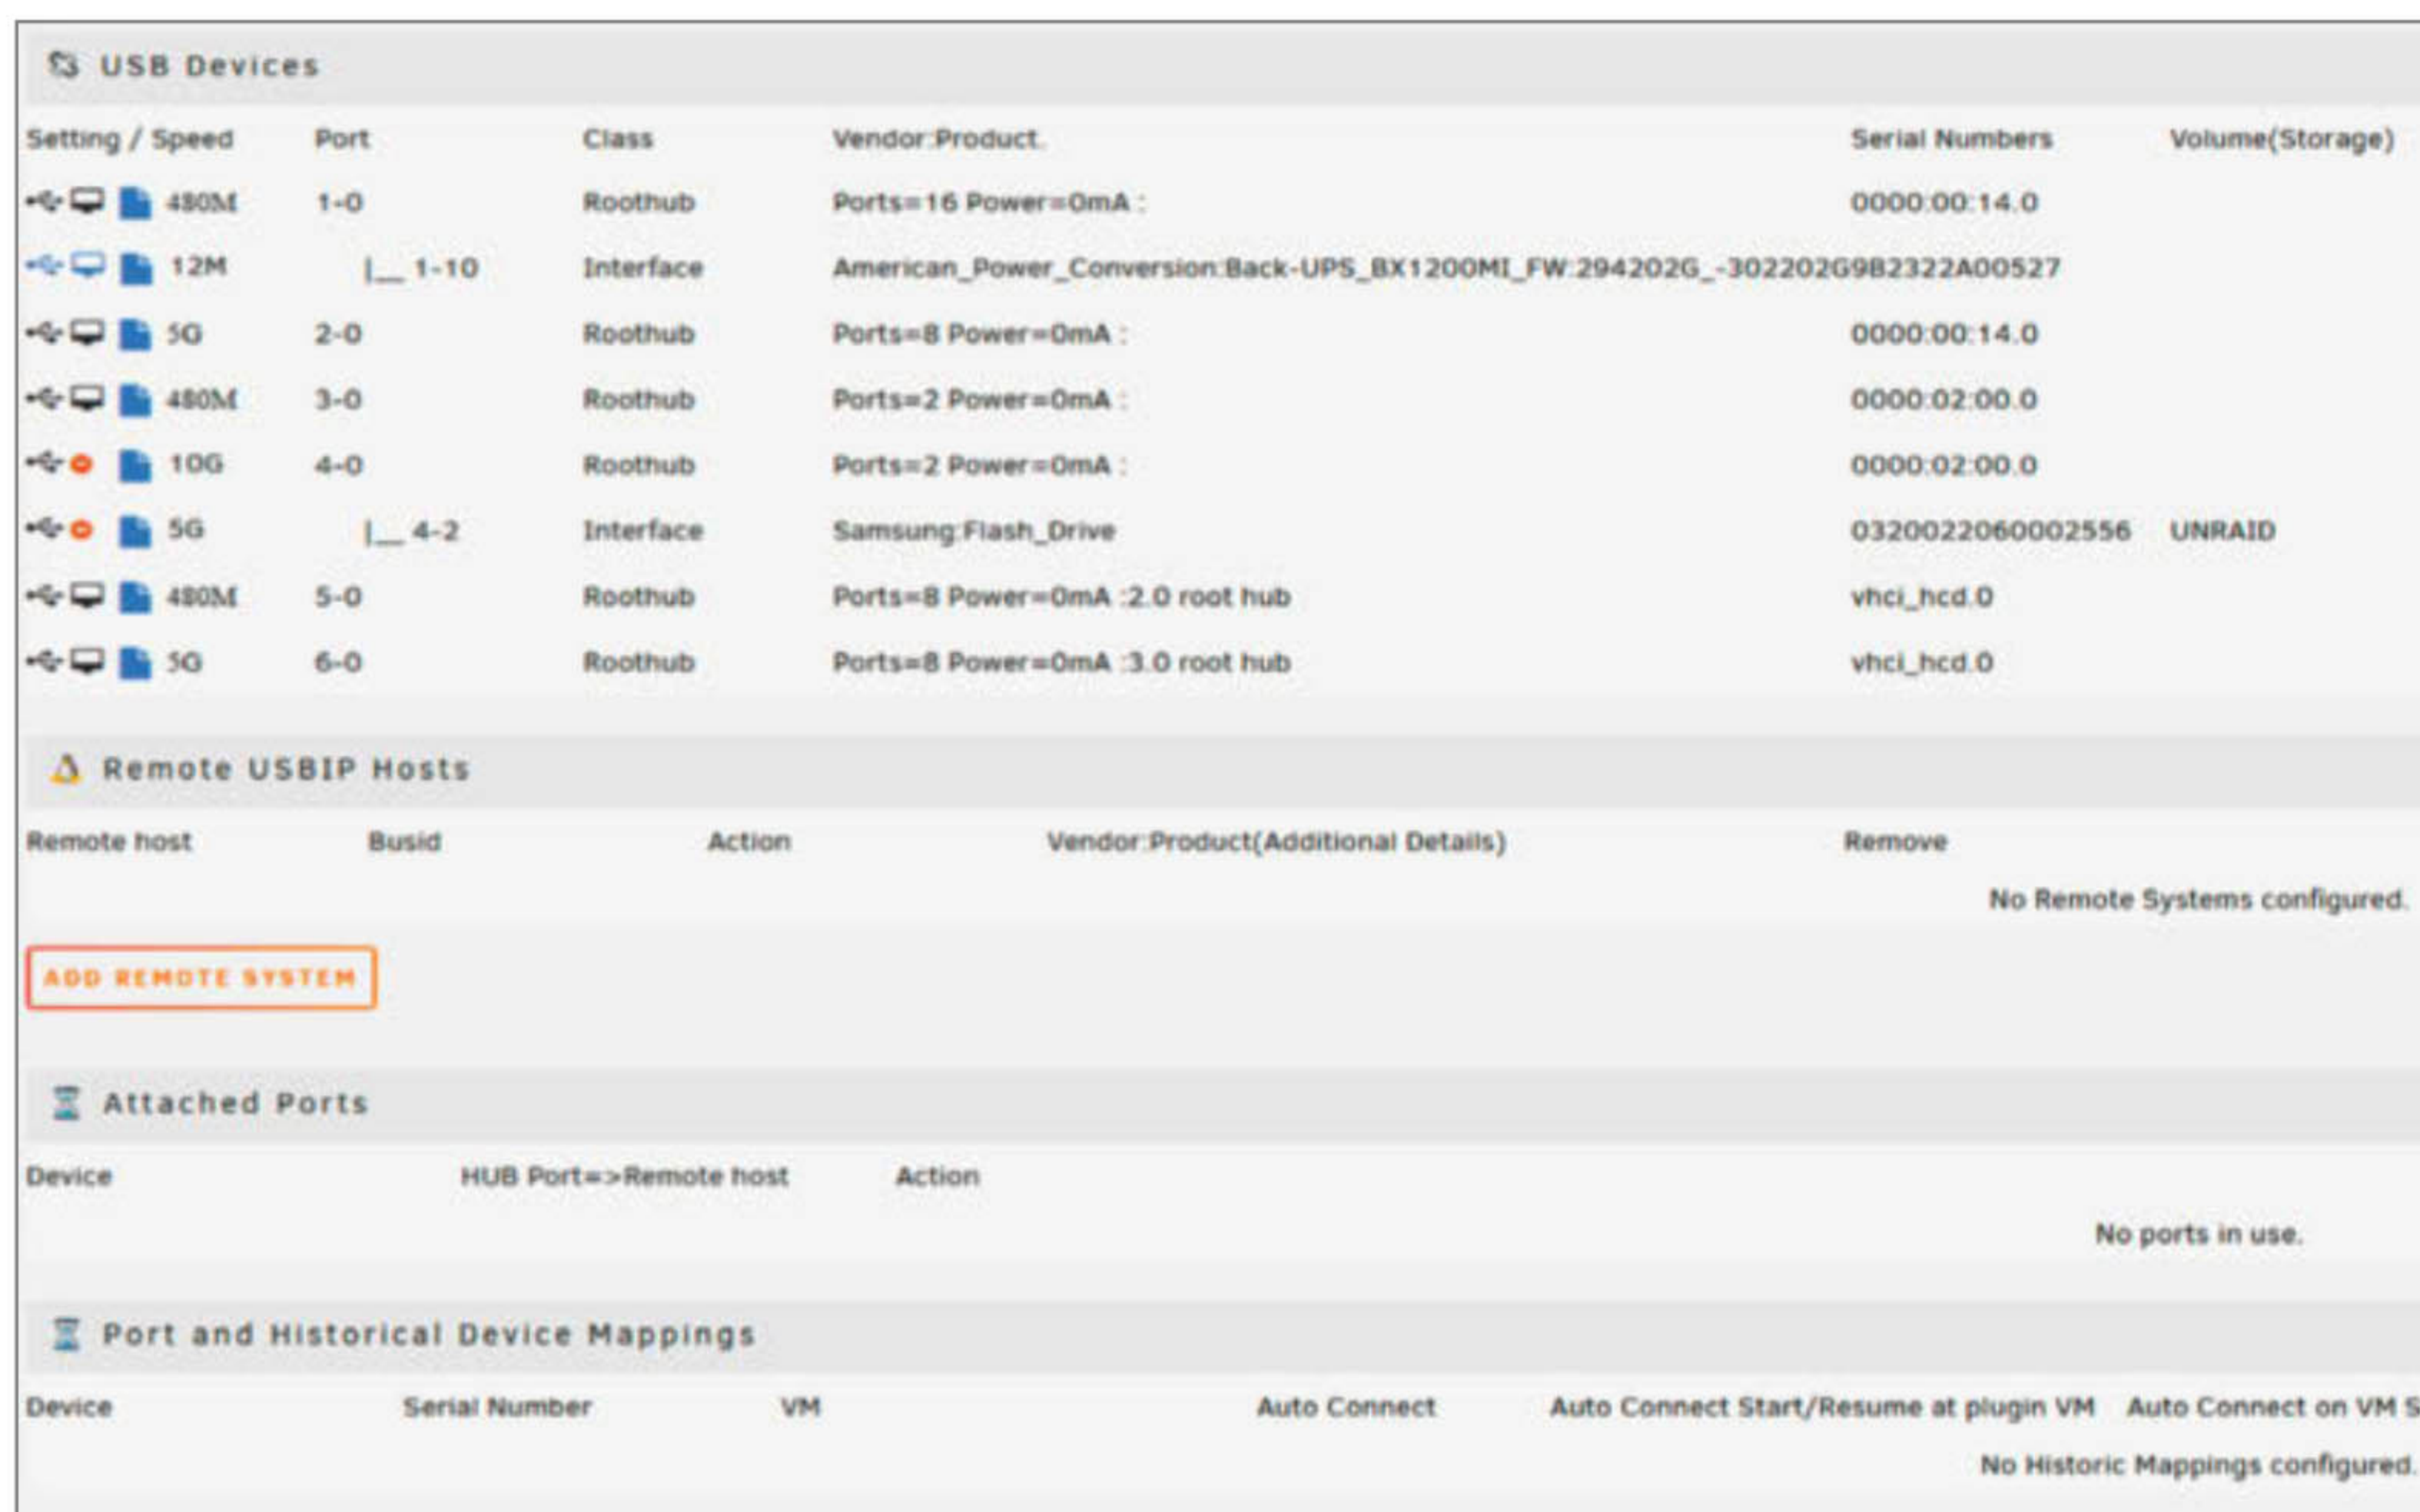 USB Devices
Setting / Speed Port Class Vendor:Product. Serial Numbers Volume(Storage)
480M 1-0 Roothub Ports=16 Power=0mA : 0000:00:14.0
12M |__ 1-10 Interface American_Power_Conversion:Back-UPS_BX1200MI_FW:294202G_-302202G9B2322A00527
5G 2-0 Roothub Ports=8 Power=0mA : 0000:00:14.0
480M 3-0 Roothub Ports=2 Power=0mA : 0000:02:00.0
10G 4-0 Roothub Ports=2 Power=0mA : 0000:02:00.0
5G |__ 4-2 Interface Samsung:Flash_Drive 0320022060002556 UNRAID
480M 5-0 Roothub Ports=8 Power=0mA :2.0 root hub vhci_hcd.0
5G 6-0 Roothub Ports=8 Power=0mA :3.0 root hub vhci_hcd.0
Remote USBIP Hosts
Remote host Busid Action Vendor:Product(Additional Details) Remove
No Remote Systems configured.
ADD REMOTE SYSTEM
Attached Ports
Device HUB Port=>Remote host Action
No ports in use.
Port and Historical Device Mappings
Device Serial Number VM Auto Connect Auto Connect Start/Resume at plugin VM Auto Connect on VM S
No Historic Mappings configured.